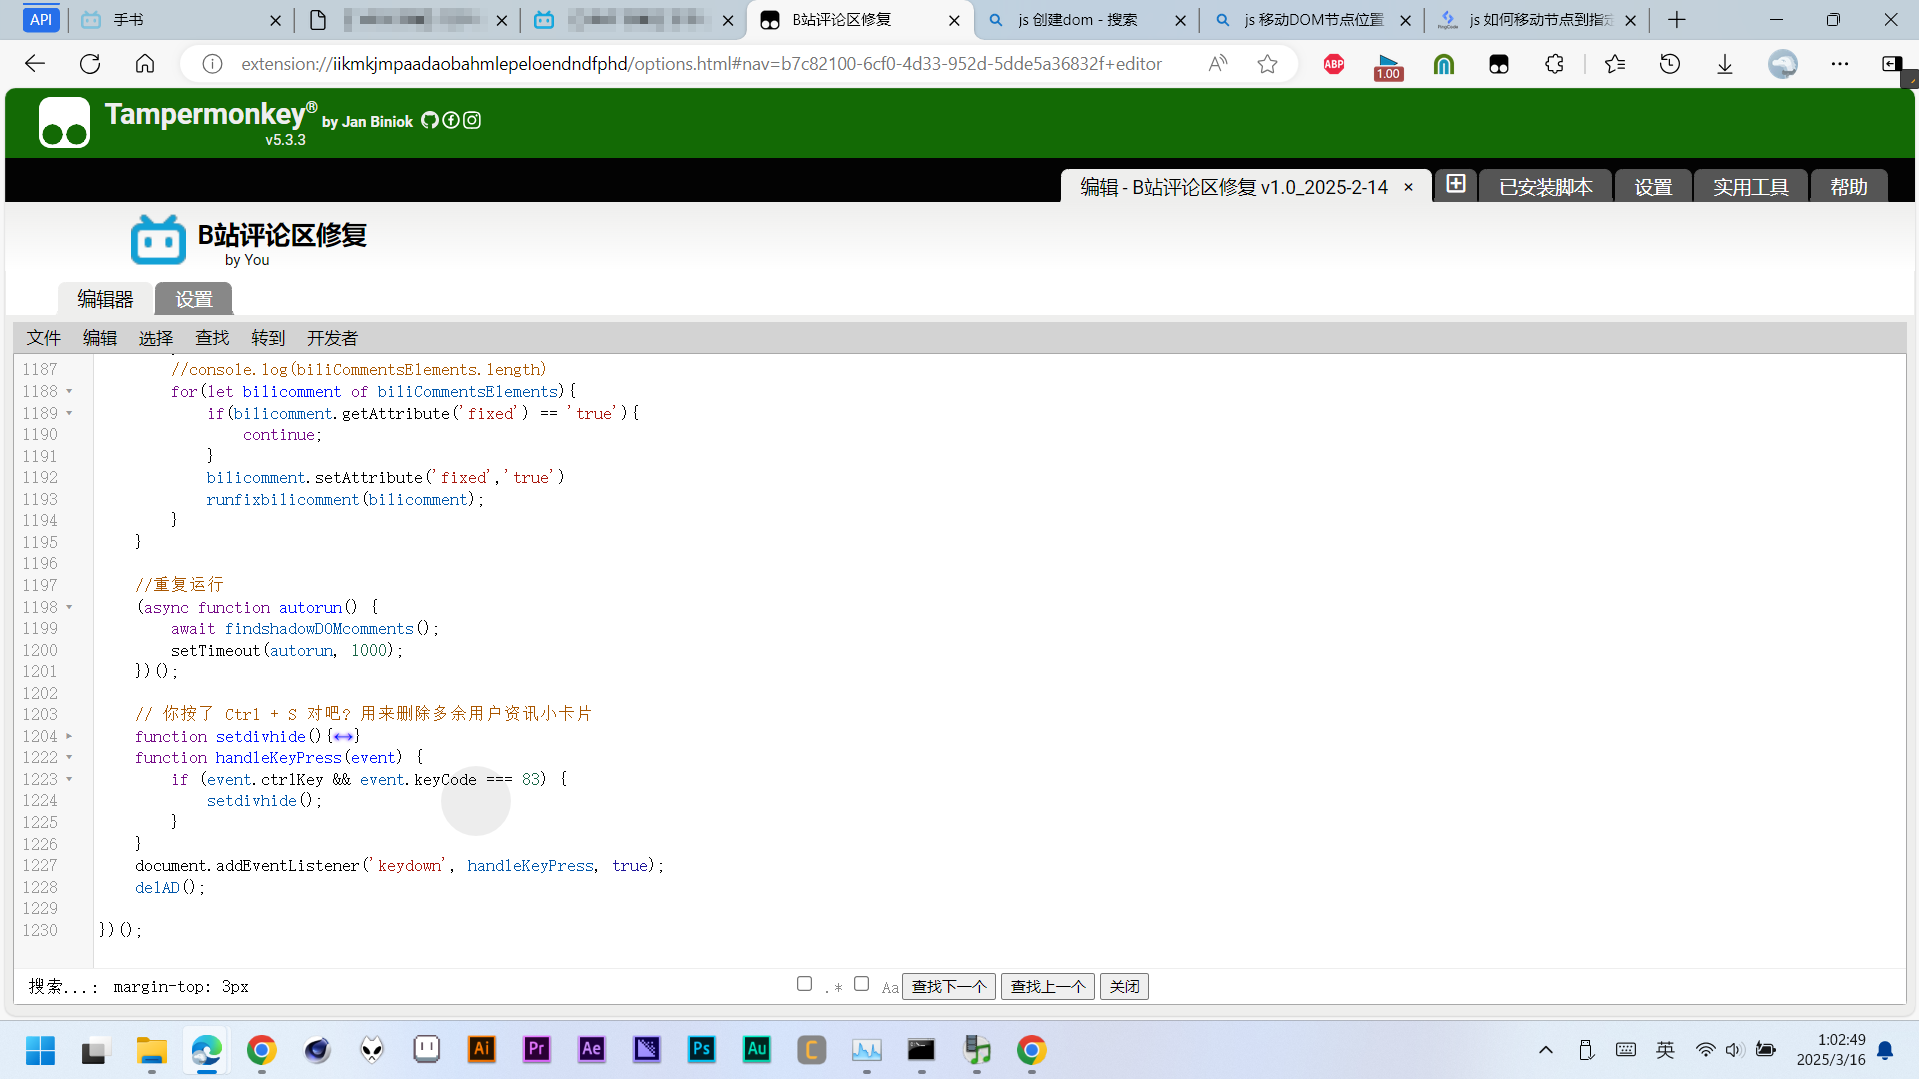 API
手书
B站评论区修复
js 创建dom - 搜索
js 移动DOM节点位置
js 如何移动节点到指定
extension://iikmkjmpaadaobahmlepeloendndfphd/options.html#nav=b7c82100-6cf0-4d33-952d-5dde5a36832f+editor
ABP
1.00
Tampermonkey® by Jan Biniok
v5.3.3
编辑 - B站评论区修复 v1.0_2025-2-14
已安装脚本
设置
实用工具
帮助
B站评论区修复
by You
编辑器
设置
文件 编辑 选择 查找 转到 开发者
1187 //console.log(biliCommentsElements.length)
1188 for(let bilicomment of biliCommentsElements){
1189 if(bilicomment.getAttribute('fixed') == 'true'){
1190 continue;
1191 }
1192 bilicomment.setAttribute('fixed','true')
1193 runfixbilicomment(bilicomment);
1194 }
1195 }
1196
1197 //重复运行
1198 (async function autorun() {
1199 await findshadowDOMcomments();
1200 setTimeout(autorun, 1000);
1201 })();
1202
1203 // 你按了 Ctrl + S 对吧? 用来删除多余用户资讯小卡片
1204 function setdivhide(){↔}
1222 function handleKeyPress(event) {
1223 if (event.ctrlKey && event.keyCode === 83) {
1224 setdivhide();
1225 }
1226 }
1227 document.addEventListener('keydown', handleKeyPress, true);
1228 delAD();
1229
1230 })();
搜索...: margin-top: 3px
.* Aa 查找下一个 查找上一个 关闭
Ai Pr Ae Ps Au C
英
1:02:49
2025/3/16